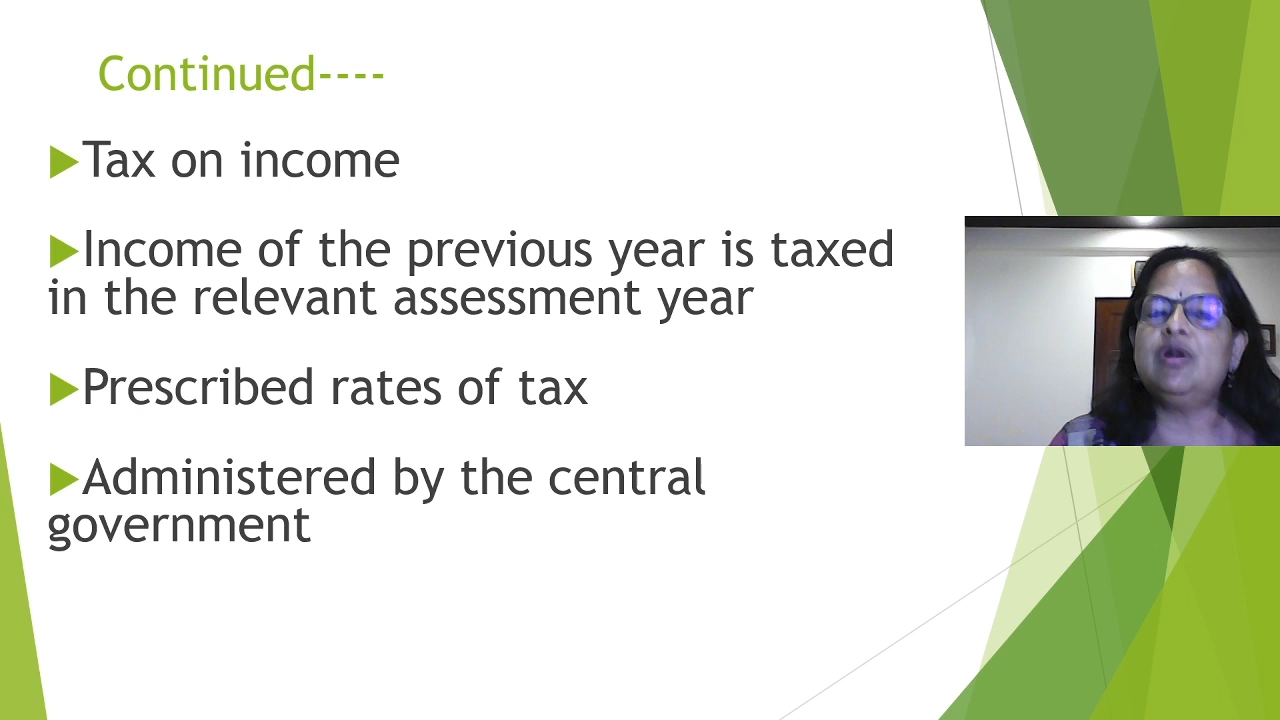 Continued----
Tax on income
Income of the previous year is taxed
in the relevant assessment year
Prescribed rates of tax
Administered by the central
government